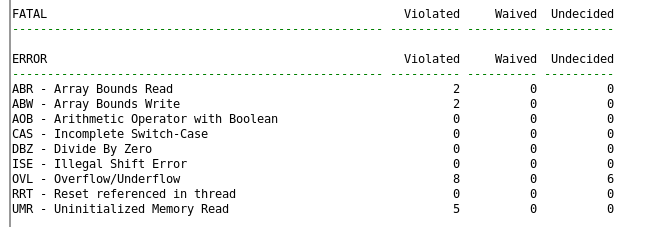 FATAL Violated Waived Undecided
----------------------------------------------------- ---------- ---------- ----------
ERROR Violated Waived Undecided
----------------------------------------------------- ---------- ---------- ----------
ABR - Array Bounds Read 2 0 0
ABW - Array Bounds Write 2 0 0
AOB - Arithmetic Operator with Boolean 0 0 0
CAS - Incomplete Switch-Case 0 0 0
DBZ - Divide By Zero 0 0 0
ISE - Illegal Shift Error 0 0 0
OVL - Overflow/Underflow 8 0 6
RRT - Reset referenced in thread 0 0 0
UMR - Uninitialized Memory Read 5 0 0